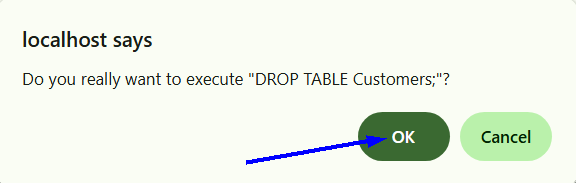 localhost says
Do you really want to execute "DROP TABLE Customers;"?
OK Cancel